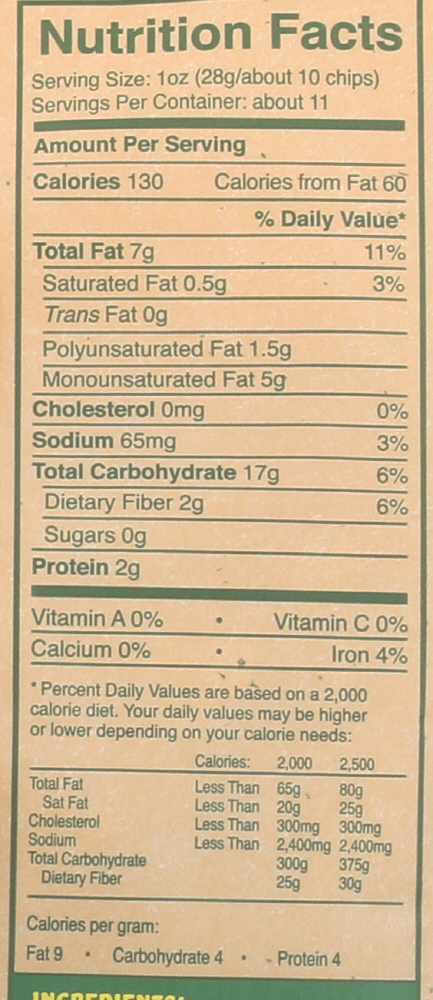 Nutrition Facts
Serving Size: 1oz (28g/about 10 chips)
Servings Per Container: about 11
Amount Per Serving
Calories 130 Calories from Fat 60
% Daily Value*
Total Fat 7g 11%
Saturated Fat 0.5g 3%
Trans Fat 0g
Polyunsaturated Fat 1.5g
Monounsaturated Fat 5g
Cholesterol 0mg 0%
Sodium 65mg 3%
Total Carbohydrate 17g 6%
Dietary Fiber 2g 6%
Sugars 0g
Protein 2g
Vitamin A 0% • Vitamin C 0%
Calcium 0% • Iron 4%
* Percent Daily Values are based on a 2,000
calorie diet. Your daily values may be higher
or lower depending on your calorie needs:
Calories: 2,000 2,500
Total Fat Less Than 65g 80g
Sat Fat Less Than 20g 25g
Cholesterol Less Than 300mg 300mg
Sodium Less Than 2,400mg 2,400mg
Total Carbohydrate 300g 375g
Dietary Fiber 25g 30g
Calories per gram:
Fat 9 • Carbohydrate 4 • Protein 4
INGREDIENTS: